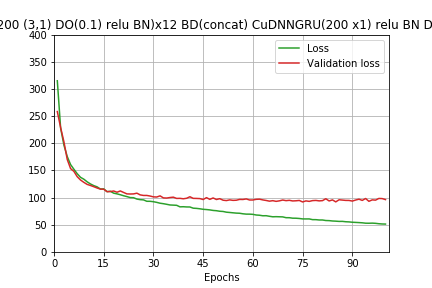 200 (3,1) DO(0.1) relu BN)x12 BD(concat) CuDNNGRU(200 x1) relu BN D
400
350
300
250
200
150
100
50
0
Loss
Validation loss
0 15 30 45 60 75 90
Epochs